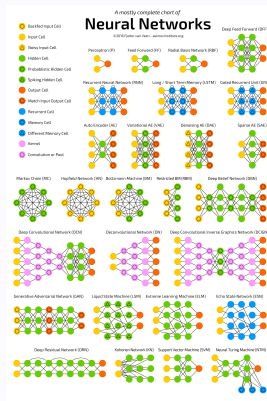 A mostly complete chart of
Neural Networks
©2016 Fjodor van Veen - asimovinstitute.org
Backfed Input Cell
Input Cell
Noisy Input Cell
Hidden Cell
Probabilistic Hidden Cell
Spiking Hidden Cell
Output Cell
Match Input Output Cell
Recurrent Cell
Memory Cell
Different Memory Cell
Kernel
Convolution or Pool
Deep Feed Forward (DFF)
Perceptron (P)
Feed Forward (FF)
Radial Basis Network (RBF)
Recurrent Neural Network (RNN)
Long / Short Term Memory (LSTM)
Gated Recurrent Unit (GRU)
Auto Encoder (AE)
Variational AE (VAE)
Denoising AE (DAE)
Sparse AE (SAE)
Markov Chain (MC)
Hopfield Network (HN)
Boltzmann Machine (BM)
Restricted BM (RBM)
Deep Belief Network (DBN)
Deep Convolutional Network (DCN)
Deconvolutional Network (DN)
Deep Convolutional Inverse Graphics Network (DCIGN)
Generative Adversarial Network (GAN)
Liquid State Machine (LSM)
Extreme Learning Machine (ELM)
Echo State Network (ESN)
Deep Residual Network (DRN)
Kohonen Network (KN)
Support Vector Machine (SVM)
Neural Turing Machine (NTM)